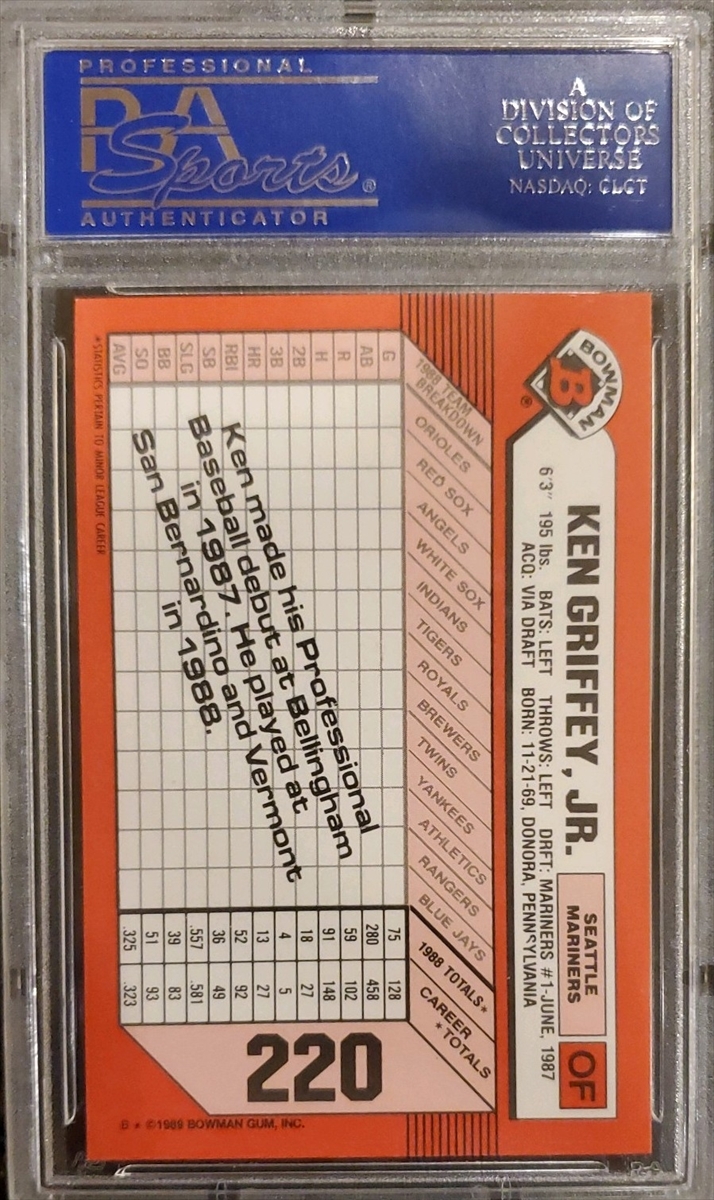 PROFESSIONAL
PSA
Sports®
AUTHENTICATOR
A
DIVISION OF
COLLECTORS
UNIVERSE
NASDAQ: CLCT
BOWMAN
B
®
KEN GRIFFEY, JR.
SEATTLE
MARINERS
OF
6'3" 195 lbs. BATS: LEFT THROWS: LEFT DRFT: MARINERS #1-JUNE, 1987
ACQ: VIA DRAFT BORN: 11-21-69, DONORA, PENNSYLVANIA
1988 TEAM
BREAKDOWN
ORIOLES
RED SOX
ANGELS
WHITE SOX
INDIANS
TIGERS
ROYALS
BREWERS
TWINS
YANKEES
ATHLETICS
RANGERS
BLUE JAYS
1988 TOTALS*
CAREER
*TOTALS
G 75 128
AB 280 458
R 59 102
H 91 148
2B 18 27
3B 4 5
HR 13 27
RBI 52 92
SB 36 49
SLG .557 .581
BB 39 83
SO 51 93
AVG .325 .323
Ken made his Professional
Baseball debut at Bellingham
in 1987. He played at
San Bernardino and Vermont
in 1988.
220
*STATISTICS PERTAIN TO MINOR LEAGUE CAREER
B * ©1989 BOWMAN GUM, INC.